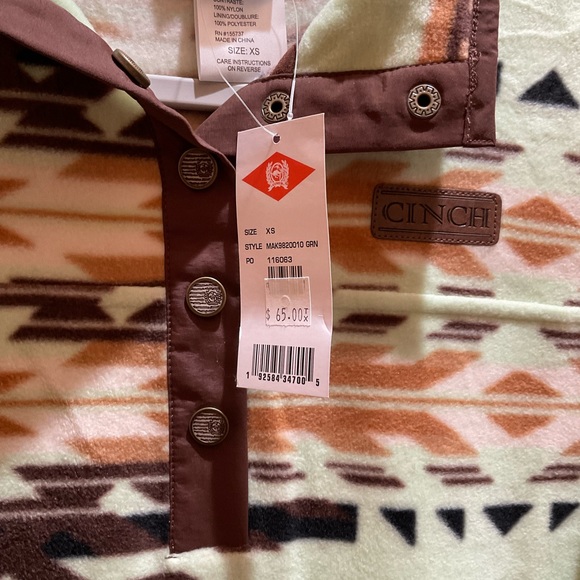 CONTRASTE:
100% NYLON
LINING/DOUBLURE:
100% POLYESTER
RN #155737
MADE IN CHINA
SIZE: XS
CARE INSTRUCTIONS
ON REVERSE
CINCH
SIZE XS
STYLE MAK9820010 GRN
PO 116063
$ 65.00
1 92584 34700 5